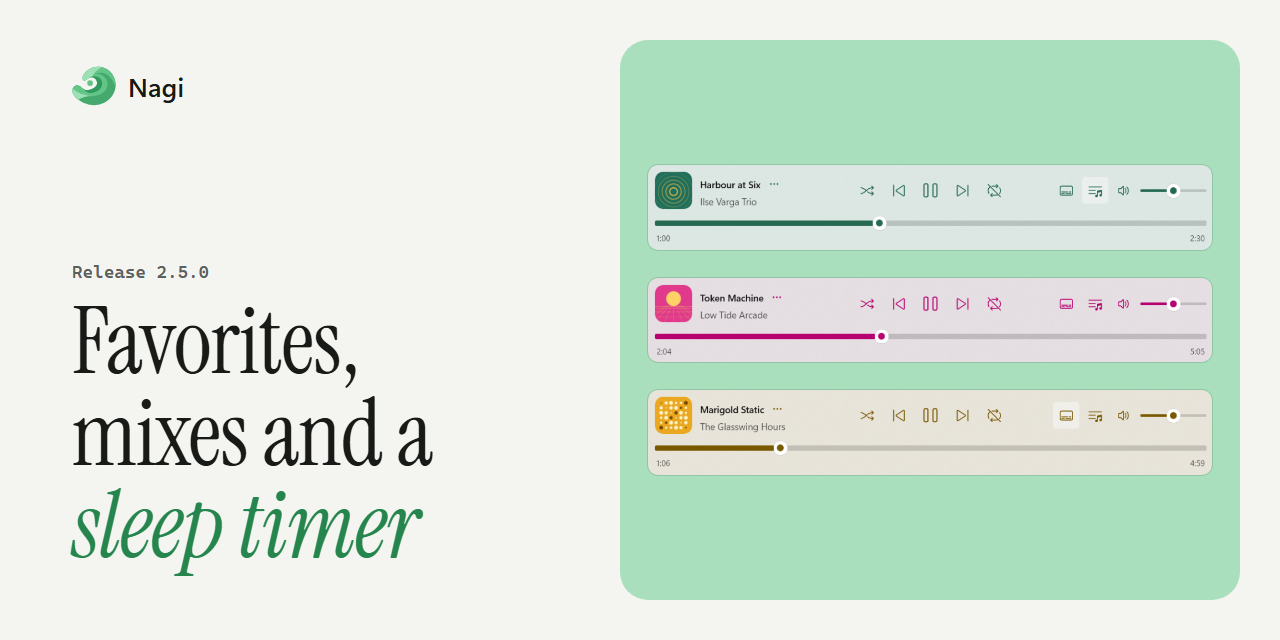 Nagi
Release 2.5.0
Favorites,
mixes and a
sleep timer
Harbour at Six
Ilse Varga Trio
1:00
2:30
Token Machine
Low Tide Arcade
2:04
5:05
Marigold Static
The Glasswing Hours
1:06
4:59